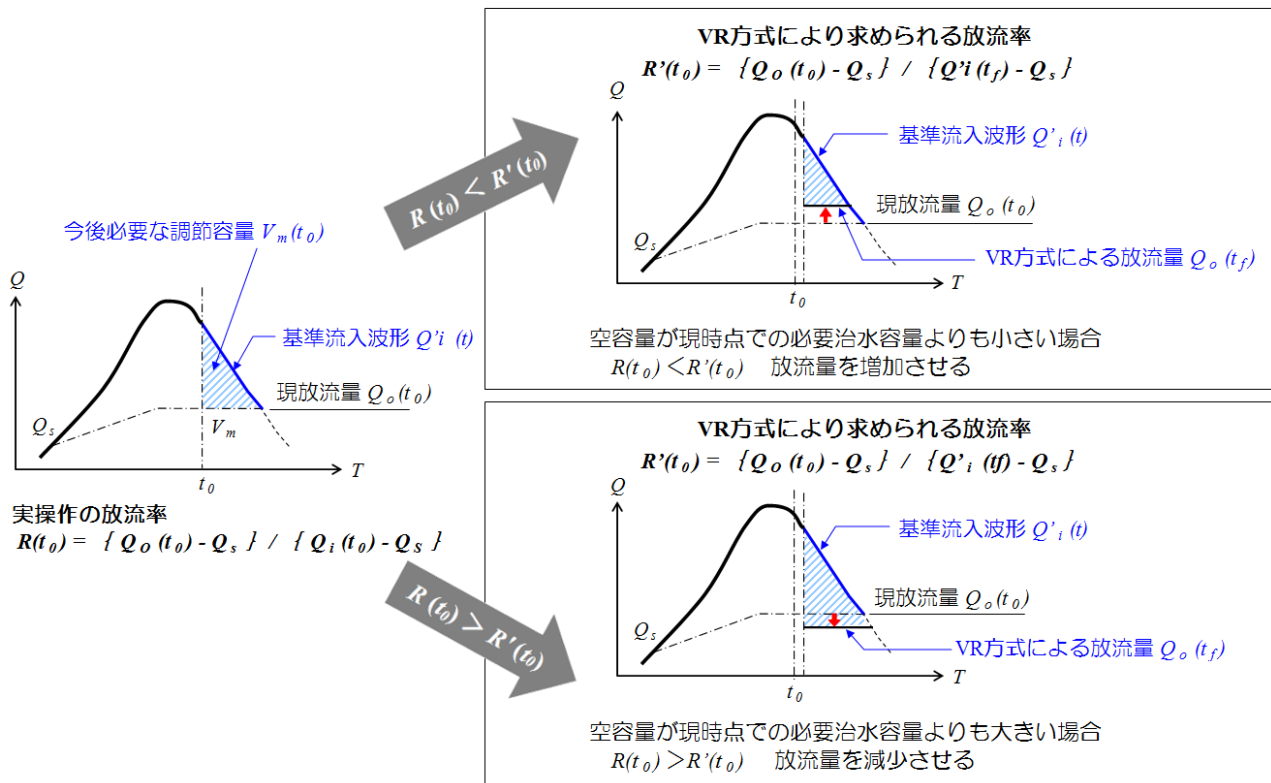 今後必要な調節容量 Vm(t0)
Q
基準流入波形 Q'i (t)
現放流量 Qo(t0)
Qs
Vm
T
t0
実操作の放流率
R(t0) = { Qo(t0) - Qs } / { Qi(t0) - QS }
R(t0) < R'(t0)
R(t0) > R'(t0)
VR方式により求められる放流率
R'(t0) = {Qo(t0) - Qs} / {Q'i(tf) - Qs}
Q
基準流入波形 Q'i(t)
現放流量 Qo(t0)
Qs
VR方式による放流量 Qo(tf)
T
t0
空容量が現時点での必要治水容量よりも小さい場合
R(t0)<R'(t0) 放流量を増加させる
VR方式により求められる放流率
R'(t0) = {Qo(t0) - Qs} / {Q'i(tf) - Qs}
Q
基準流入波形 Q'i(t)
現放流量 Qo(t0)
Qs
VR方式による放流量 Qo(tf)
T
t0
空容量が現時点での必要治水容量よりも大きい場合
R(t0)>R'(t0) 放流量を減少させる